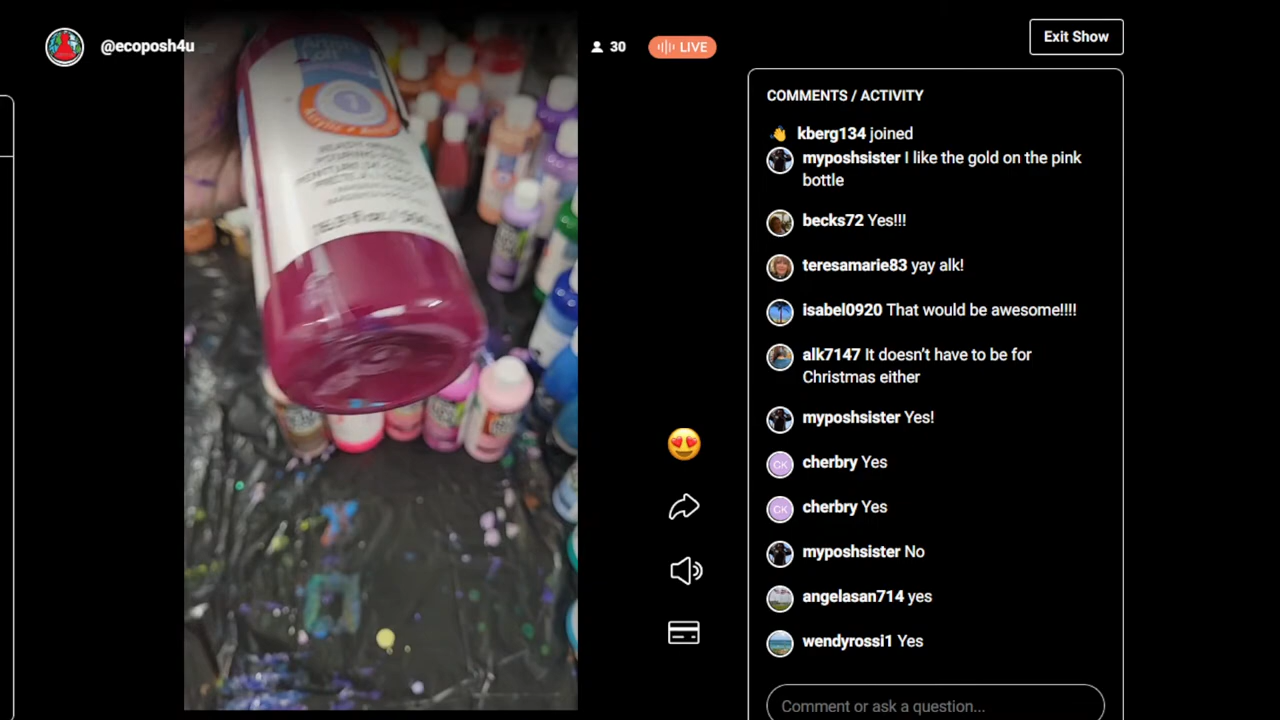 @ecoposh4u
30
LIVE
Exit Show
COMMENTS / ACTIVITY
kberg134 joined
myposhsister I like the gold on the pink
bottle
becks72 Yes!!!
teresamarie83 yay alk!
isabel0920 That would be awesome!!!!
alk7147 It doesn't have to be for
Christmas either
myposhsister Yes!
CK cherbry Yes
CK cherbry Yes
myposhsister No
angelasan714 yes
wendyrossi1 Yes
Comment or ask a question...